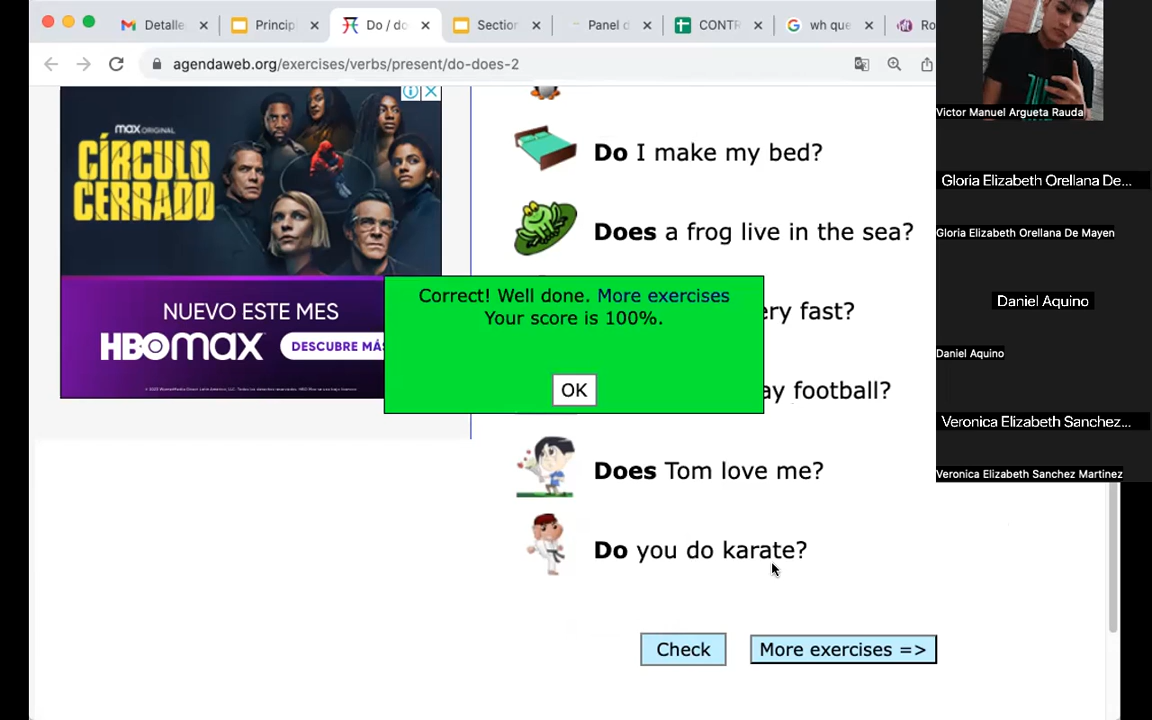 Detalle
Princip
Do / do
Section
Panel d
CONTR
wh que
Ro
agendaweb.org/exercises/verbs/present/do-does-2
max ORIGINAL
CÍRCULO
CERRADO
NUEVO ESTE MES
HBOmax
DESCUBRE MÁS
Do I make my bed?
Does a frog live in the sea?
Correct! Well done. More exercises
Your score is 100%.
OK
ery fast?
ay football?
Does Tom love me?
Do you do karate?
Check
More exercises =>
Victor Manuel Argueta Rauda
Gloria Elizabeth Orellana De...
Gloria Elizabeth Orellana De Mayen
Daniel Aquino
Daniel Aquino
Veronica Elizabeth Sanchez...
Veronica Elizabeth Sanchez Martinez